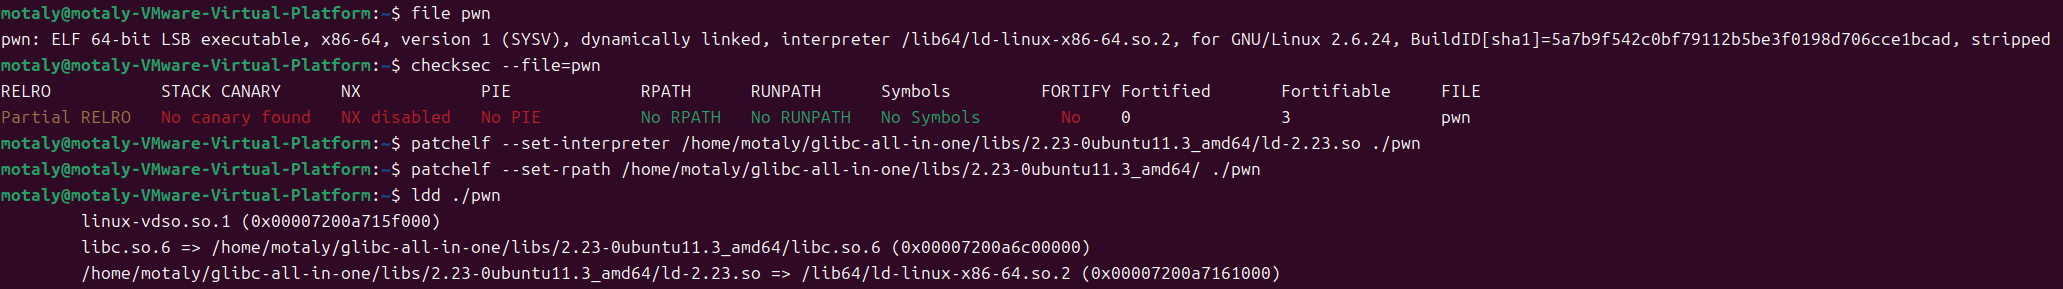 motaly@motaly-VMware-Virtual-Platform:~$ file pwn
pwn: ELF 64-bit LSB executable, x86-64, version 1 (SYSV), dynamically linked, interpreter /lib64/ld-linux-x86-64.so.2, for GNU/Linux 2.6.24, BuildID[sha1]=5a7b9f542c0bf79112b5be3f0198d706cce1bcad, stripped
motaly@motaly-VMware-Virtual-Platform:~$ checksec --file=pwn
RELRO STACK CANARY NX PIE RPATH RUNPATH Symbols FORTIFY Fortified Fortifiable FILE
Partial RELRO No canary found NX disabled No PIE No RPATH No RUNPATH No Symbols No 0 3 pwn
motaly@motaly-VMware-Virtual-Platform:~$ patchelf --set-interpreter /home/motaly/glibc-all-in-one/libs/2.23-0ubuntu11.3_amd64/ld-2.23.so ./pwn
motaly@motaly-VMware-Virtual-Platform:~$ patchelf --set-rpath /home/motaly/glibc-all-in-one/libs/2.23-0ubuntu11.3_amd64/ ./pwn
motaly@motaly-VMware-Virtual-Platform:~$ ldd ./pwn
linux-vdso.so.1 (0x00007200a715f000)
libc.so.6 => /home/motaly/glibc-all-in-one/libs/2.23-0ubuntu11.3_amd64/libc.so.6 (0x00007200a6c00000)
/home/motaly/glibc-all-in-one/libs/2.23-0ubuntu11.3_amd64/ld-2.23.so => /lib64/ld-linux-x86-64.so.2 (0x00007200a7161000)